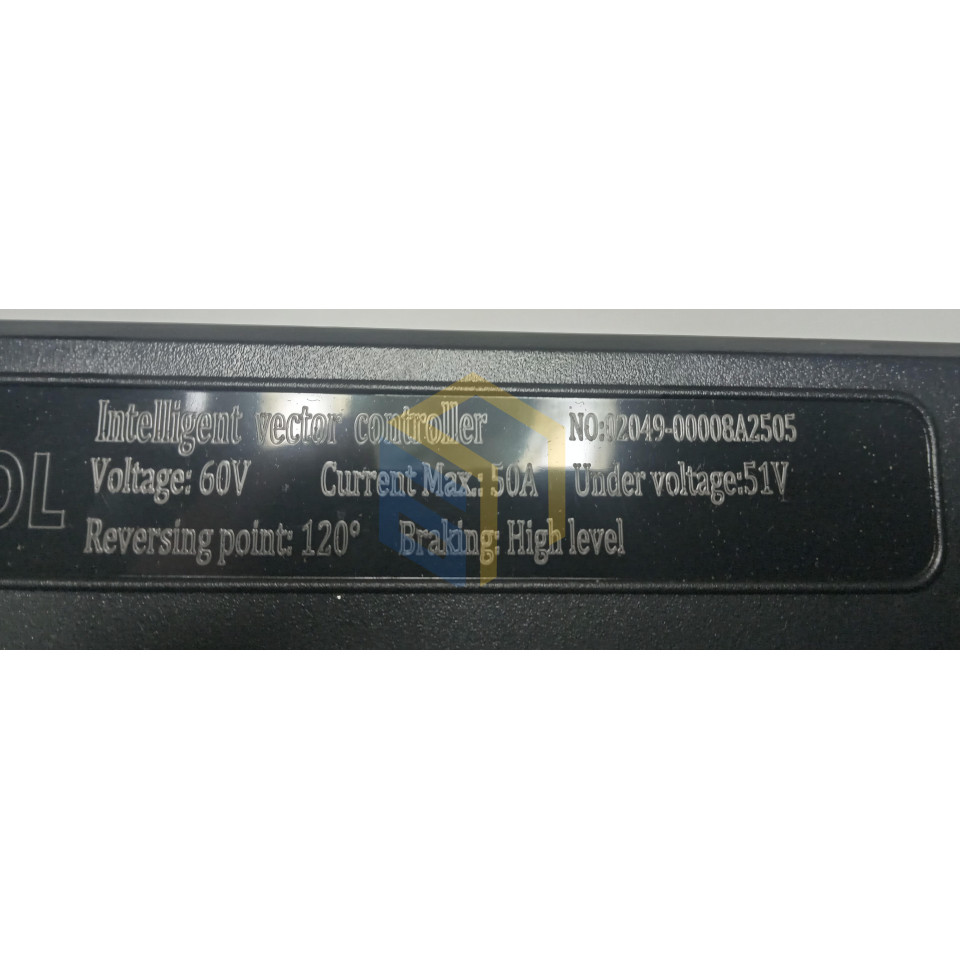 Intelligent vector controller NO:02049-00008A2505
Voltage: 60V Current Max.: 50A Under voltage:51V
DL
Reversing point: 120° Braking: High level